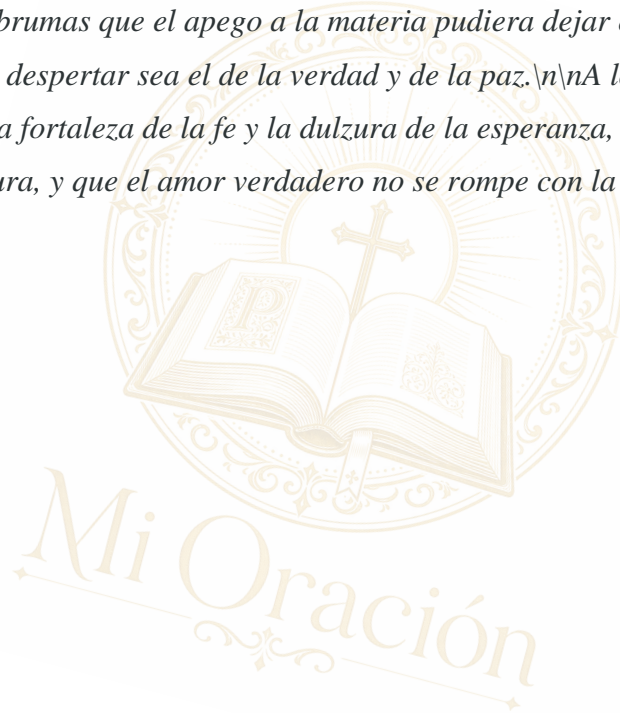 brumas que el apego a la materia pudiera dejar
despertar sea el de la verdad y de la paz.\n\nA l
a fortaleza de la fe y la dulzura de la esperanza,
ura, y que el amor verdadero no se rompe con la
P
Mi Oración